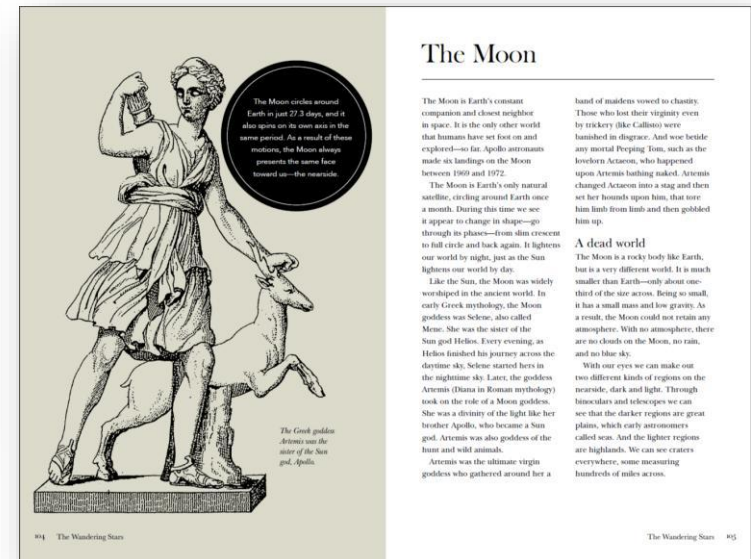 The Moon circles around
Earth in just 27.3 days, and it
also spins on its own axis in the
same period. As a result of these
motions, the Moon always
presents the same face
toward us—the nearside.
The Greek goddess
Artemis was the
sister of the Sun
god, Apollo.
104 The Wandering Stars
The Moon
The Moon is Earth's constant
companion and closest neighbor
in space. It is the only other world
that humans have set foot on and
explored—so far. Apollo astronauts
made six landings on the Moon
between 1969 and 1972.
The Moon is Earth's only natural
satellite, circling around Earth once
a month. During this time we see
it appear to change in shape—go
through its phases—from slim crescent
to full circle and back again. It lightens
our world by night, just as the Sun
lightens our world by day.
Like the Sun, the Moon was widely
worshiped in the ancient world. In
early Greek mythology, the Moon
goddess was Selene, also called
Mene. She was the sister of the
Sun god Helios. Every evening, as
Helios finished his journey across the
daytime sky, Selene started hers in
the nighttime sky. Later, the goddess
Artemis (Diana in Roman mythology)
took on the role of a Moon goddess.
She was a divinity of the light like her
brother Apollo, who became a Sun
god. Artemis was also goddess of the
hunt and wild animals.
Artemis was the ultimate virgin
goddess who gathered around her a
band of maidens vowed to chastity.
Those who lost their virginity even
by trickery (like Callisto) were
banished in disgrace. And woe betide
any mortal Peeping Tom, such as the
lovelorn Actaeon, who happened
upon Artemis bathing naked. Artemis
changed Actaeon into a stag and then
set her hounds upon him, that tore
him limb from limb and then gobbled
him up.
A dead world
The Moon is a rocky body like Earth,
but is a very different world. It is much
smaller than Earth—only about one-
third of the size across. Being so small,
it has a small mass and low gravity. As
a result, the Moon could not retain any
atmosphere. With no atmosphere, there
are no clouds on the Moon, no rain,
and no blue sky.
With our eyes we can make out
two different kinds of regions on the
nearside, dark and light. Through
binoculars and telescopes we can
see that the darker regions are great
plains, which early astronomers
called seas. And the lighter regions
are highlands. We can see craters
everywhere, some measuring
hundreds of miles across.
The Wandering Stars 105